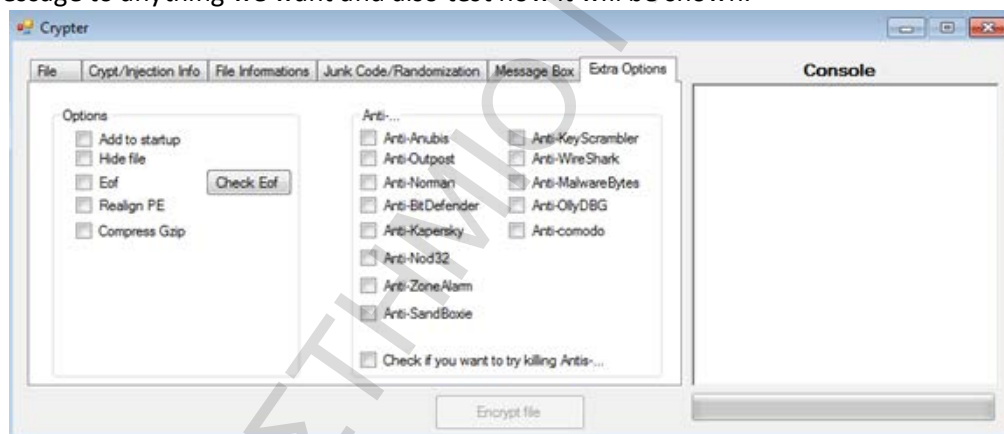 essage to anything we want and also test how it will be shown.
Crypter
File Crypt/Injection Info File Informations Junk Code/Randomization Message Box Extra Options
Console
Options
Add to startup
Hide file
Eof
Check Eof
Realign PE
Compress Gzip
Anti-...
Anti-Anubis
Anti-Outpost
Anti-Norman
Anti-BitDefender
Anti-Kapersky
Anti-Nod32
Anti-ZoneAlarm
Anti-SandBoxie
Anti-KeyScrambler
Anti-WireShark
Anti-MalwareBytes
Anti-OllyDBG
Anti-comodo
Check if you want to try killing Antis-...
Encrypt file
ΣΤΗΜΙΟ